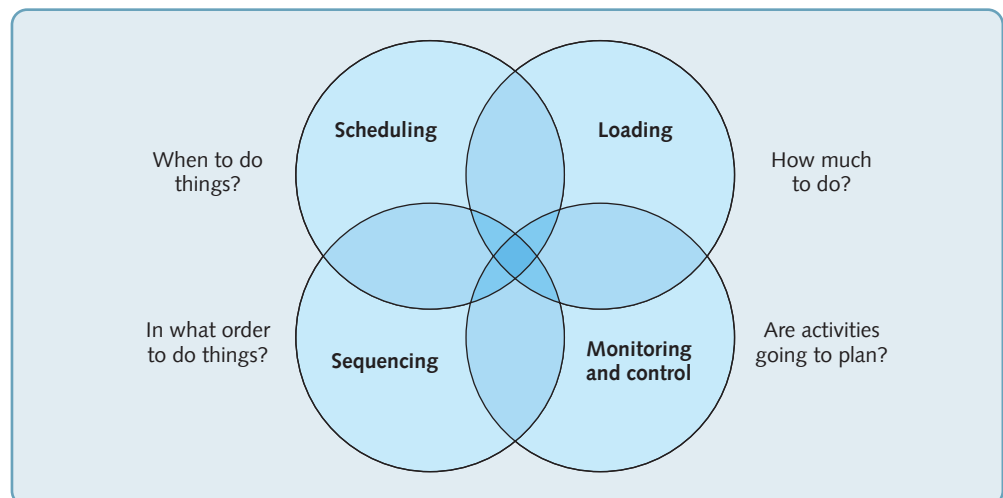 Scheduling
Loading
When to do
things?
How much
to do?
In what order
to do things?
Sequencing
Monitoring
and control
Are activities
going to plan?